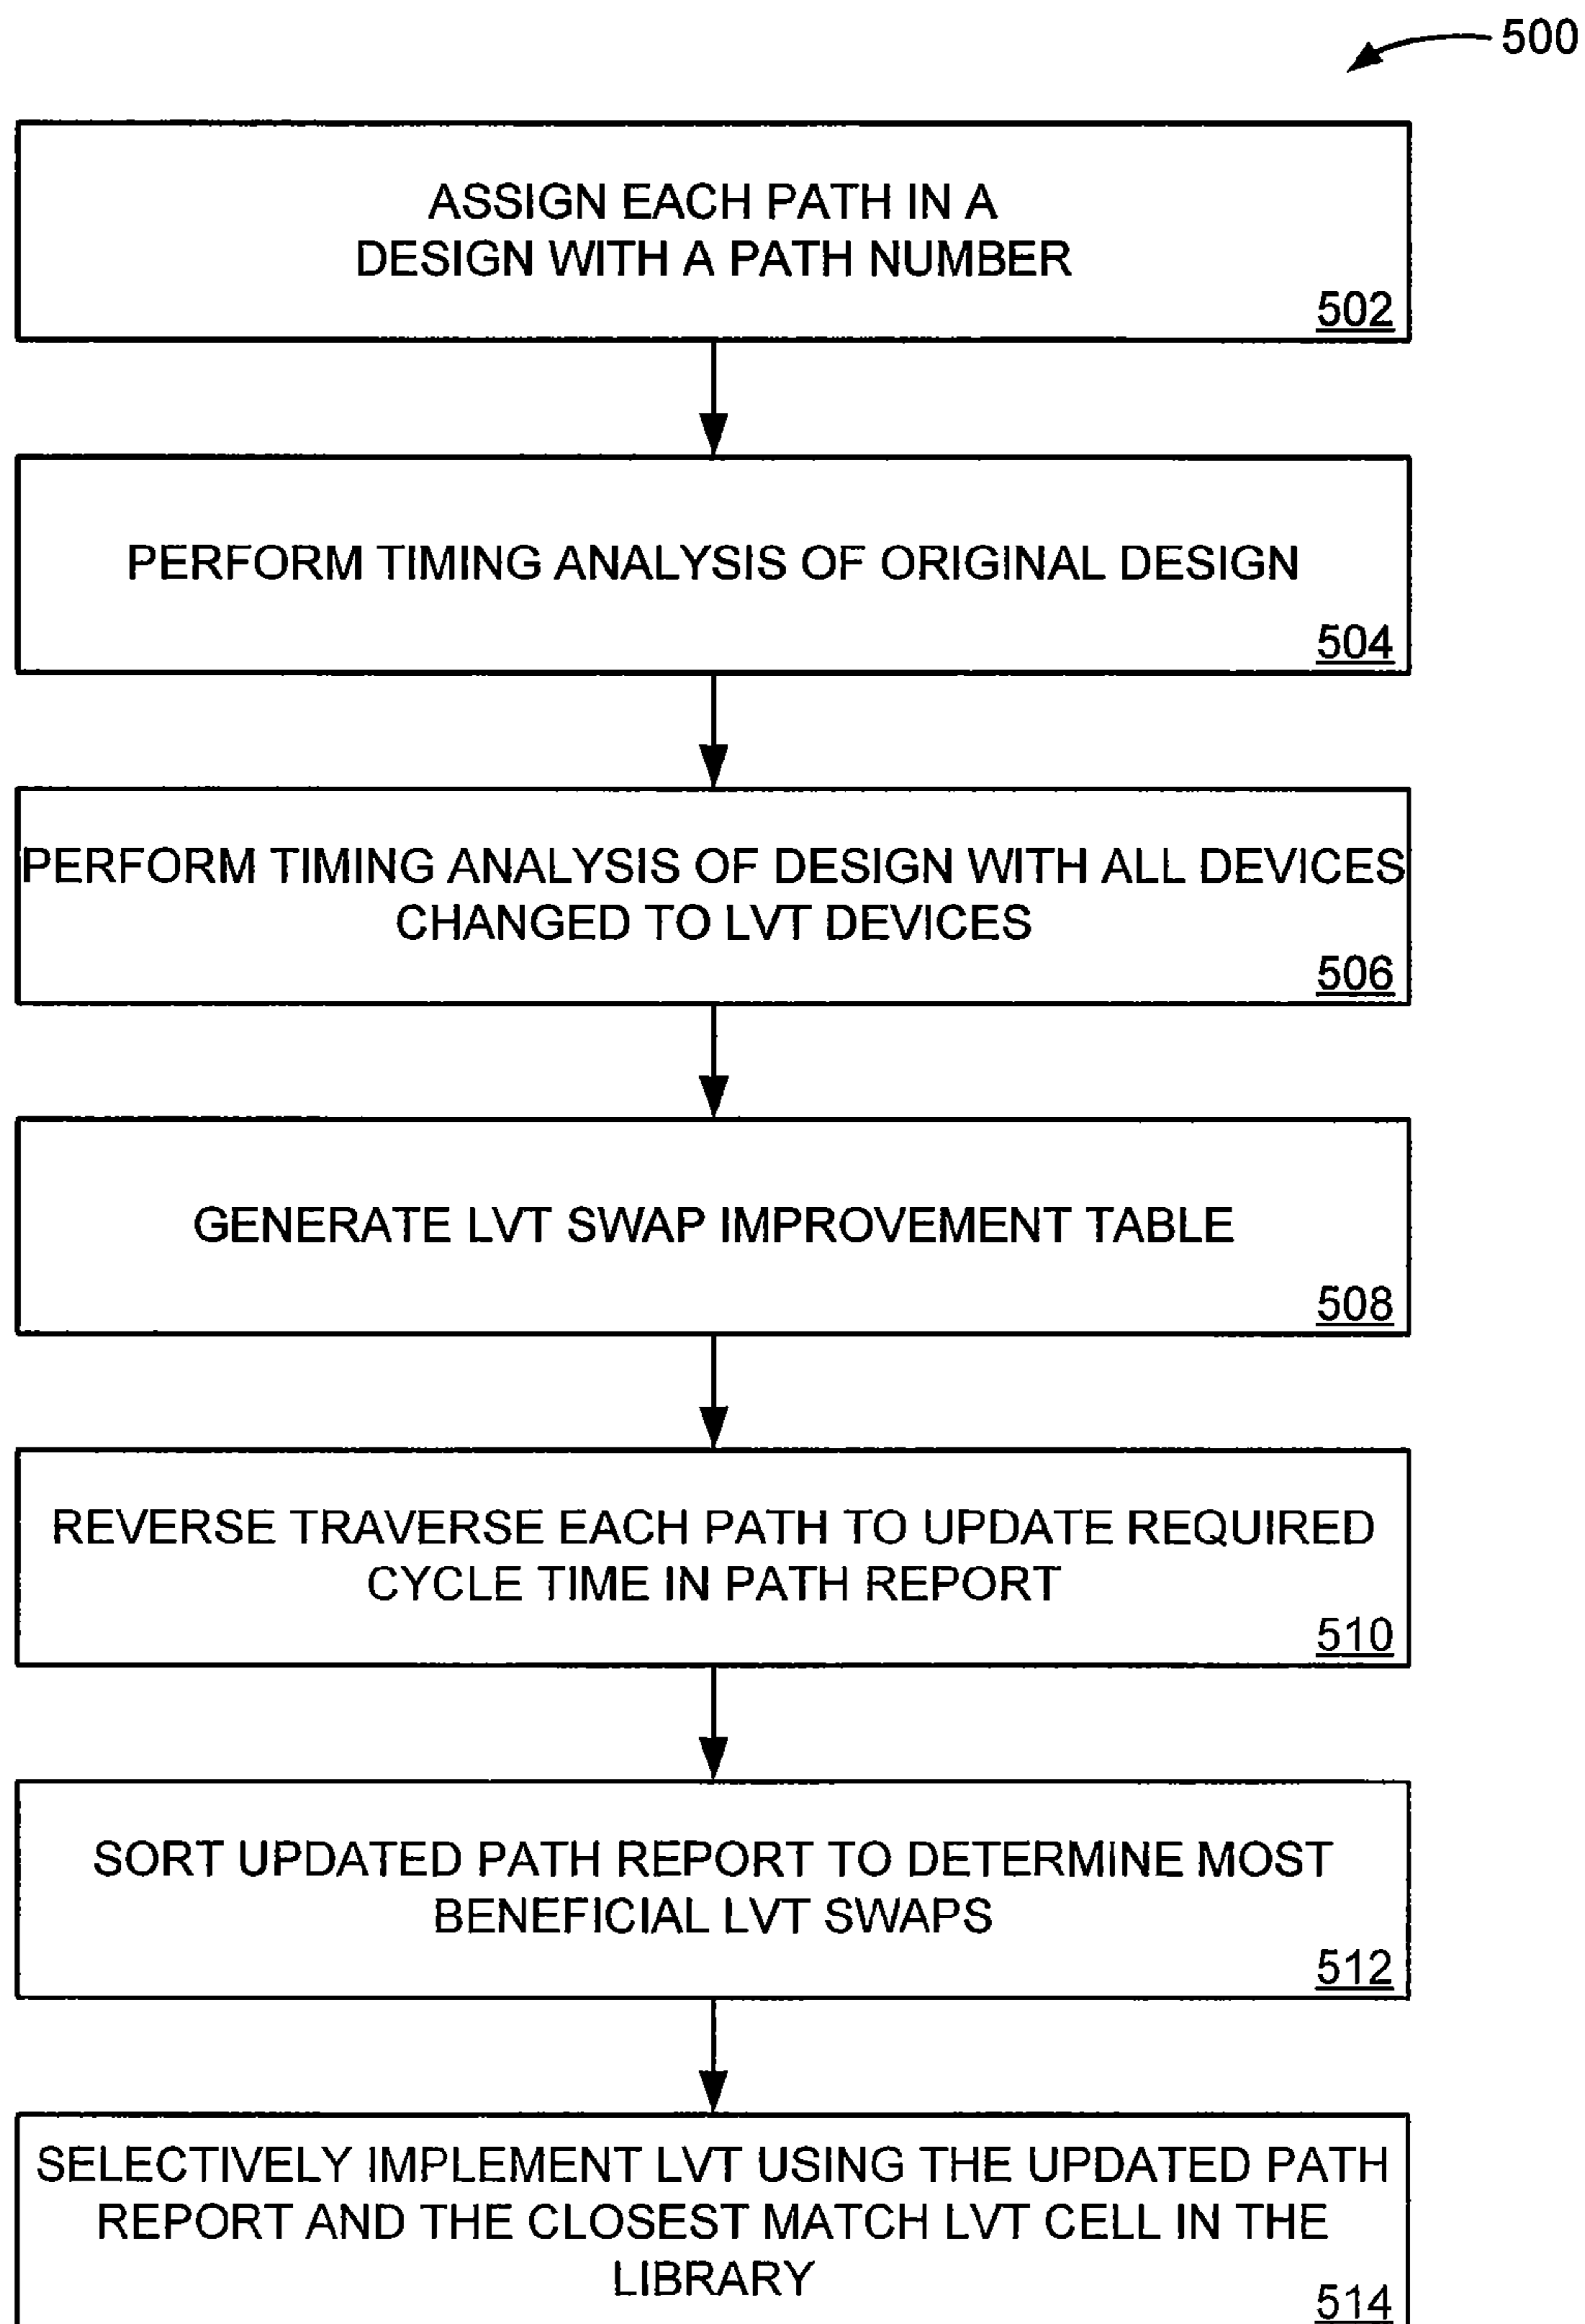 500
ASSIGN EACH PATH IN A
DESIGN WITH A PATH NUMBER
502
PERFORM TIMING ANALYSIS OF ORIGINAL DESIGN
504
PERFORM TIMING ANALYSIS OF DESIGN WITH ALL DEVICES
CHANGED TO LVT DEVICES
506
GENERATE LVT SWAP IMPROVEMENT TABLE
508
REVERSE TRAVERSE EACH PATH TO UPDATE REQUIRED
CYCLE TIME IN PATH REPORT
510
SORT UPDATED PATH REPORT TO DETERMINE MOST
BENEFICIAL LVT SWAPS
512
SELECTIVELY IMPLEMENT LVT USING THE UPDATED PATH
REPORT AND THE CLOSEST MATCH LVT CELL IN THE
LIBRARY
514